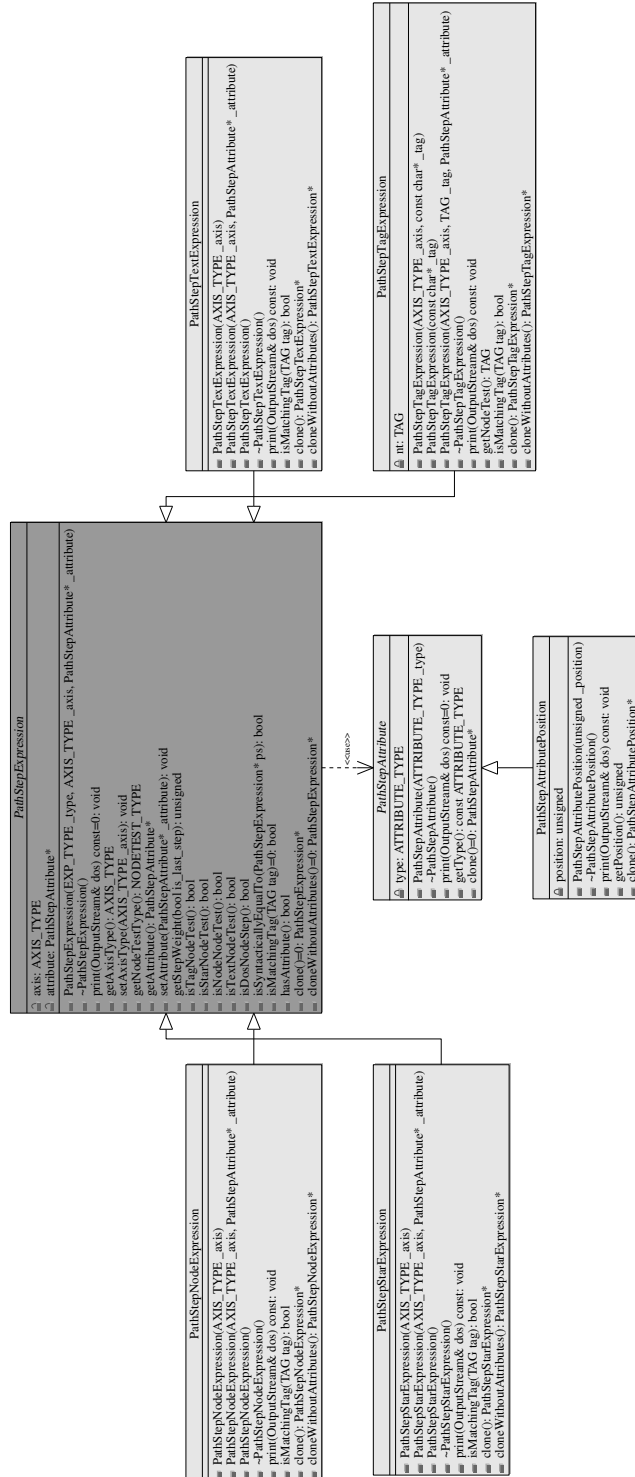 PathStepExpression
axis: AXIS_TYPE
attribute: PathStepAttribute*
PathStepExpression(EXP_TYPE _type, AXIS_TYPE _axis, PathStepAttribute* _attribute)
~PathStepExpression()
print(OutputStream& dos) const=0: void
getAxisType(): AXIS_TYPE
setAxisType(AXIS_TYPE _axis): void
getNodeTestType(): NODETEST_TYPE
getAttribute(): PathStepAttribute*
setAttribute(PathStepAttribute* _attribute): void
getStepWeight(bool is_last_step): unsigned
isTagNodeTest(): bool
isStarNodeTest(): bool
isNodeNodeTest(): bool
isTextNodeTest(): bool
isDosNodeStep(): bool
isSyntacticallyEqualTo(PathStepExpression* ps): bool
isMatchingTag(TAG tag)=0: bool
hasAttribute(): bool
clone()=0: PathStepExpression*
cloneWithoutAttributes()=0: PathStepExpression*
PathStepNodeExpression
PathStepNodeExpression(AXIS_TYPE _axis)
PathStepNodeExpression(AXIS_TYPE _axis, PathStepAttribute* _attribute)
PathStepNodeExpression()
~PathStepNodeExpression()
print(OutputStream& dos) const: void
isMatchingTag(TAG tag): bool
clone(): PathStepNodeExpression*
cloneWithoutAttributes(): PathStepNodeExpression*
PathStepTextExpression
PathStepTextExpression(AXIS_TYPE _axis)
PathStepTextExpression(AXIS_TYPE _axis, PathStepAttribute* _attribute)
PathStepTextExpression()
~PathStepTextExpression()
print(OutputStream& dos) const: void
isMatchingTag(TAG tag): bool
clone(): PathStepTextExpression*
cloneWithoutAttributes(): PathStepTextExpression*
<<use>>
PathStepStarExpression
PathStepStarExpression(AXIS_TYPE _axis)
PathStepStarExpression(AXIS_TYPE _axis, PathStepAttribute* _attribute)
PathStepStarExpression()
~PathStepStarExpression()
print(OutputStream& dos) const: void
isMatchingTag(TAG tag): bool
clone(): PathStepStarExpression*
cloneWithoutAttributes(): PathStepStarExpression*
PathStepAttribute
type: ATTRIBUTE_TYPE
PathStepAttribute(ATTRIBUTE_TYPE _type)
~PathStepAttribute()
print(OutputStream& dos) const=0: void
getType(): const ATTRIBUTE_TYPE
clone()=0: PathStepAttribute*
PathStepTagExpression
nt: TAG
PathStepTagExpression(AXIS_TYPE _axis, const char* _tag)
PathStepTagExpression(const char* _tag)
PathStepTagExpression(AXIS_TYPE _axis, TAG _tag, PathStepAttribute* _attribute)
~PathStepTagExpression()
print(OutputStream& dos) const: void
getNodeTest(): TAG
isMatchingTag(TAG tag): bool
clone(): PathStepTagExpression*
cloneWithoutAttributes(): PathStepTagExpression*
PathStepAttributePosition
position: unsigned
PathStepAttributePosition(unsigned _position)
~PathStepAttributePosition()
print(OutputStream& dos) const: void
getPosition(): unsigned
clone(): PathStepAttributePosition*